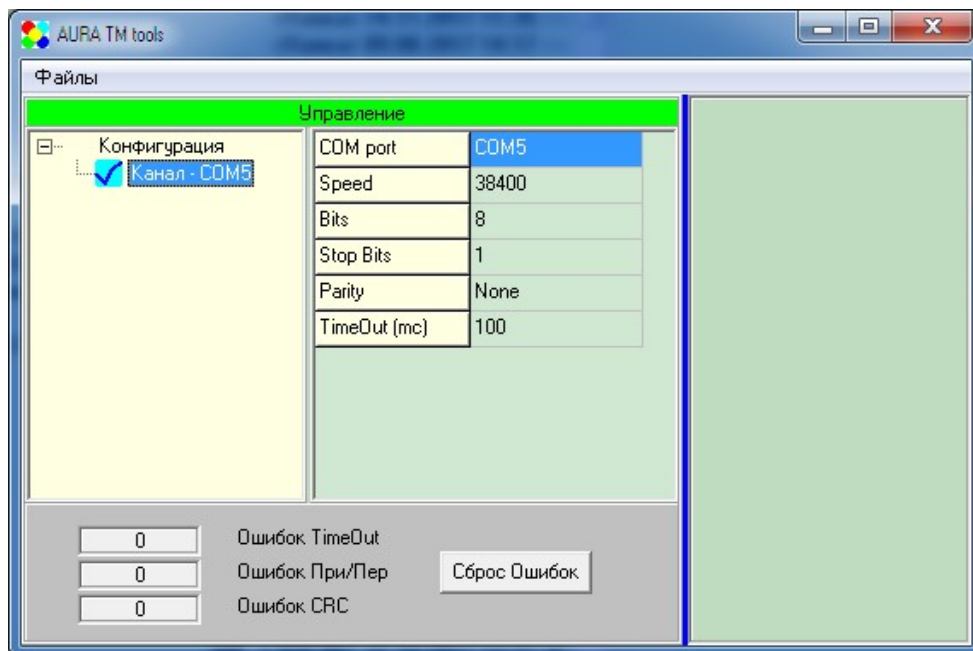 AURA TM tools
Файлы
Управление
Конфигурация
Канал - COM5
COM port COM5
Speed 38400
Bits 8
Stop Bits 1
Parity None
TimeOut (mc) 100
0 Ошибок TimeOut
0 Ошибок При/Пер
0 Ошибок CRC
Сброс Ошибок